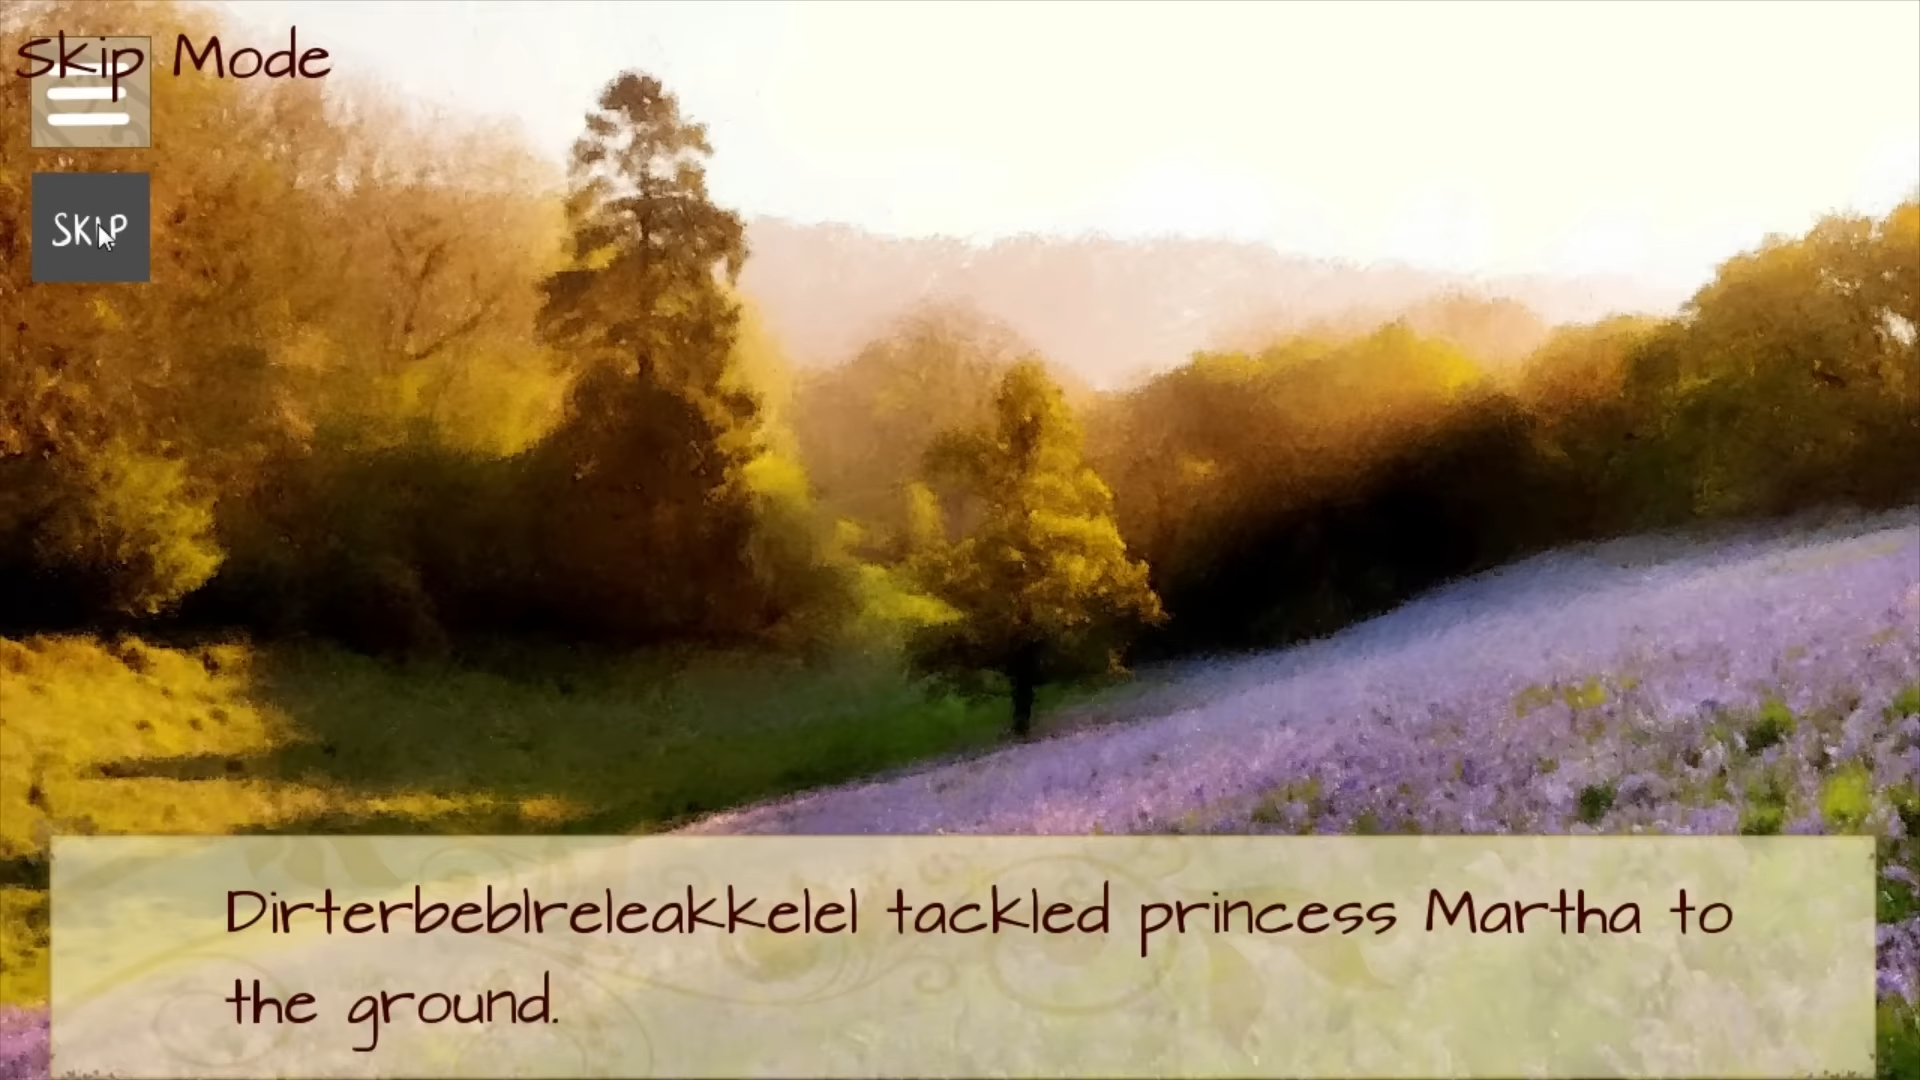 Skip Mode
SKIP
Dirterbeblreleakkelel tackled princess Martha to
the ground.